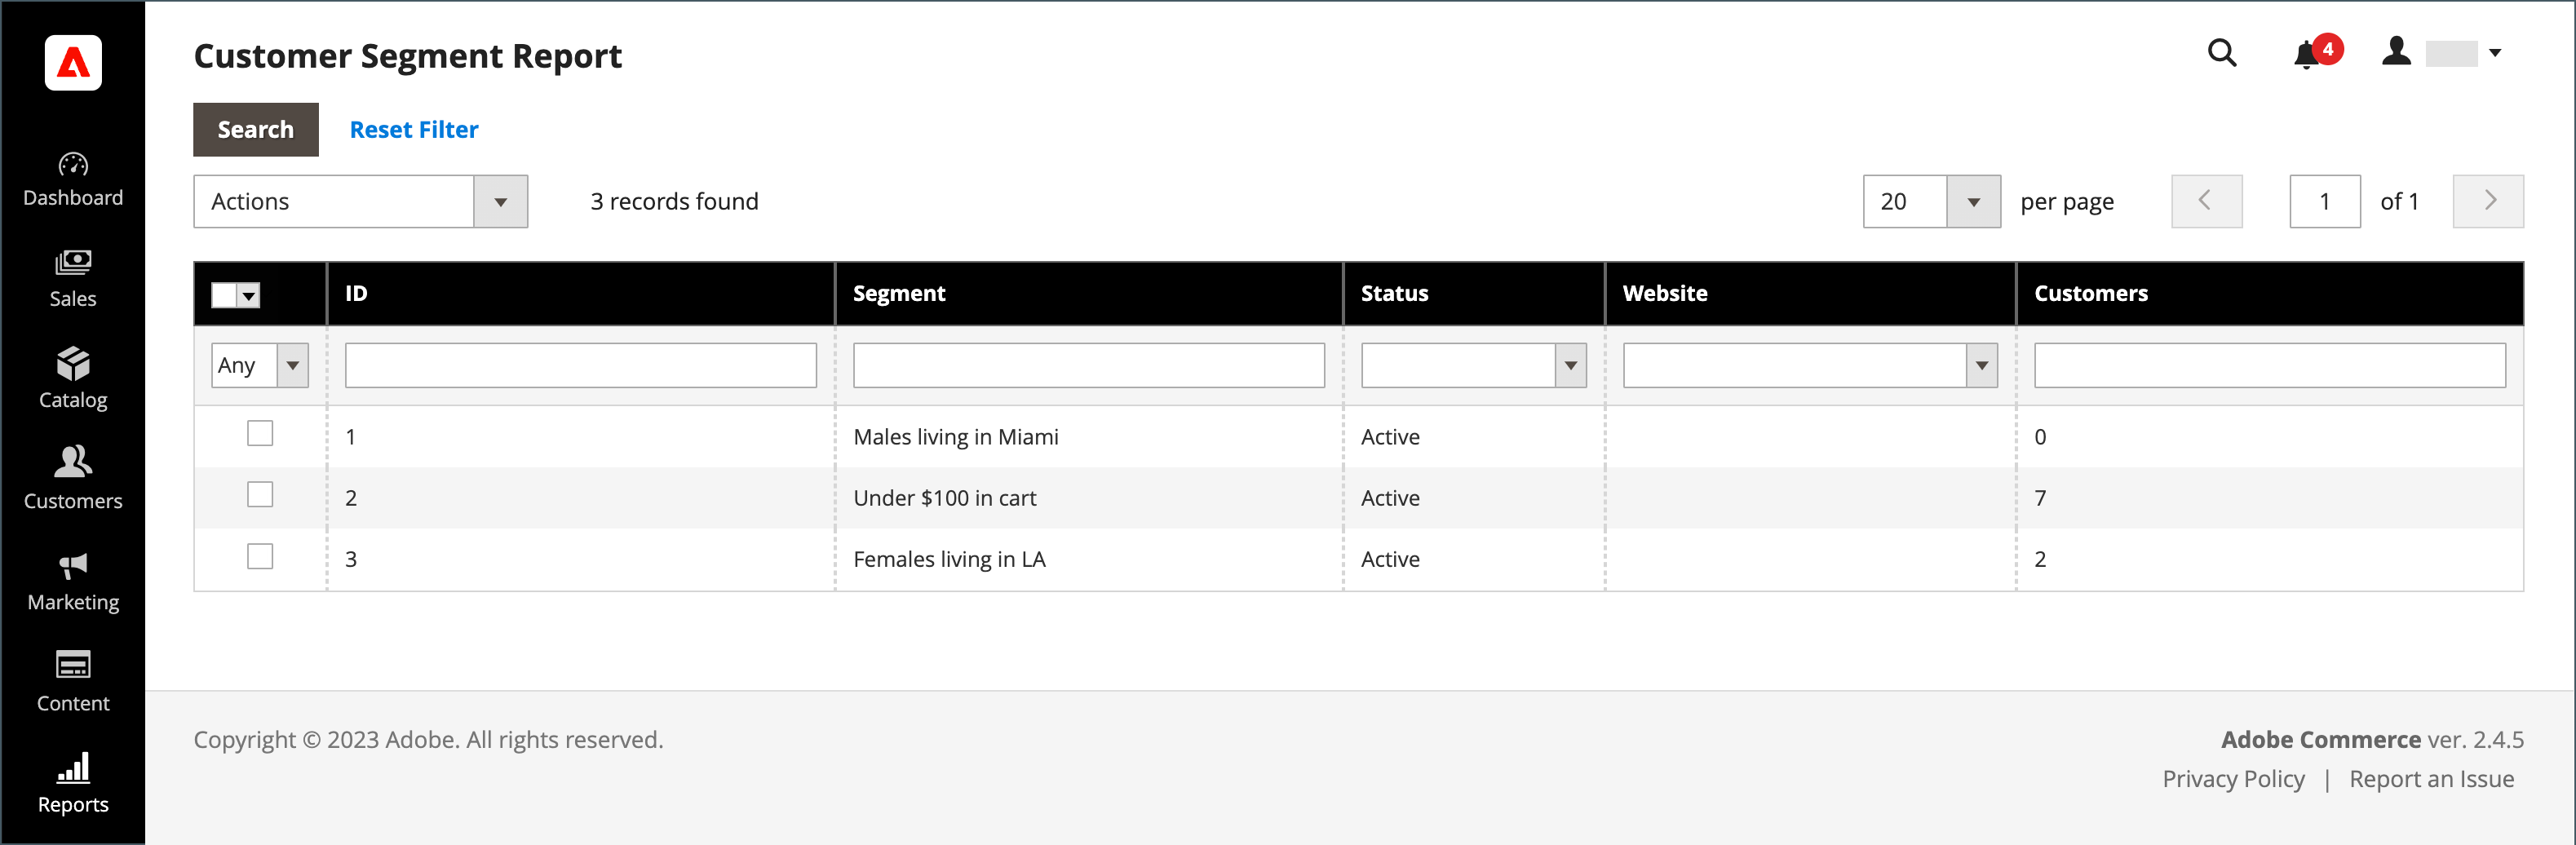 Customer Segment Report
4
Search
Reset Filter
Actions
3 records found
20
per page
1
of 1
ID
Segment
Status
Website
Customers
Any
1
Males living in Miami
Active
0
2
Under $100 in cart
Active
7
3
Females living in LA
Active
2
Dashboard
Sales
Catalog
Customers
Marketing
Content
Reports
Copyright © 2023 Adobe. All rights reserved.
Adobe Commerce ver. 2.4.5
Privacy Policy | Report an Issue